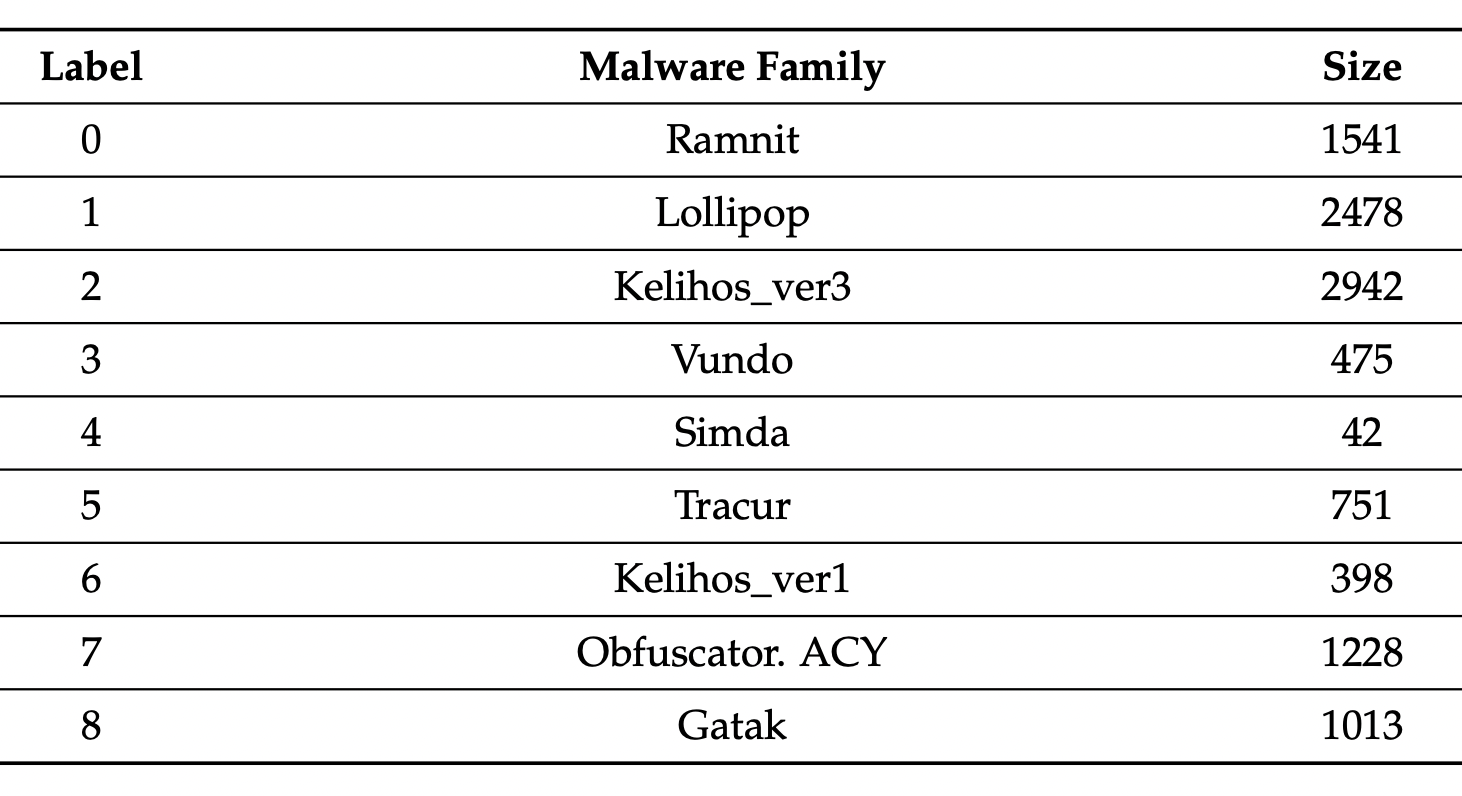 Label Malware Family Size
0 Ramnit 1541
1 Lollipop 2478
2 Kelihos_ver3 2942
3 Vundo 475
4 Simda 42
5 Tracur 751
6 Kelihos_ver1 398
7 Obfuscator. ACY 1228
8 Gatak 1013